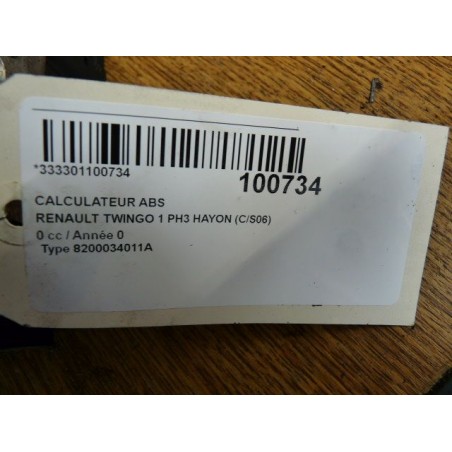 *333301100734
100734
CALCULATEUR ABS
RENAULT TWINGO 1 PH3 HAYON (C/S06)
0 cc / Année 0
Type 8200034011A